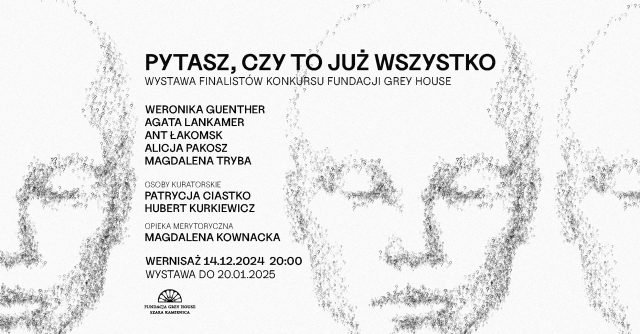 PYTASZ, CZY TO JUŻ WSZYSTKO
WYSTAWA FINALISTÓW KONKURSU FUNDACJI GREY HOUSE
WERONIKA GUENTHER
AGATA LANKAMER
ANT ŁAKOMSK
ALICJA PAKOSZ
MAGDALENA TRYBA
OSOBY KURATORSKIE
PATRYCJA CIASTKO
HUBERT KURKIEWICZ
OPIEKA MERYTORYCZNA
MAGDALENA KOWNACKA
WERNISAŻ 14.12.2024 20:00
WYSTAWA DO 20.01.2025
FUNDACJA GREY HOUSE
SZARA KAMIENICA